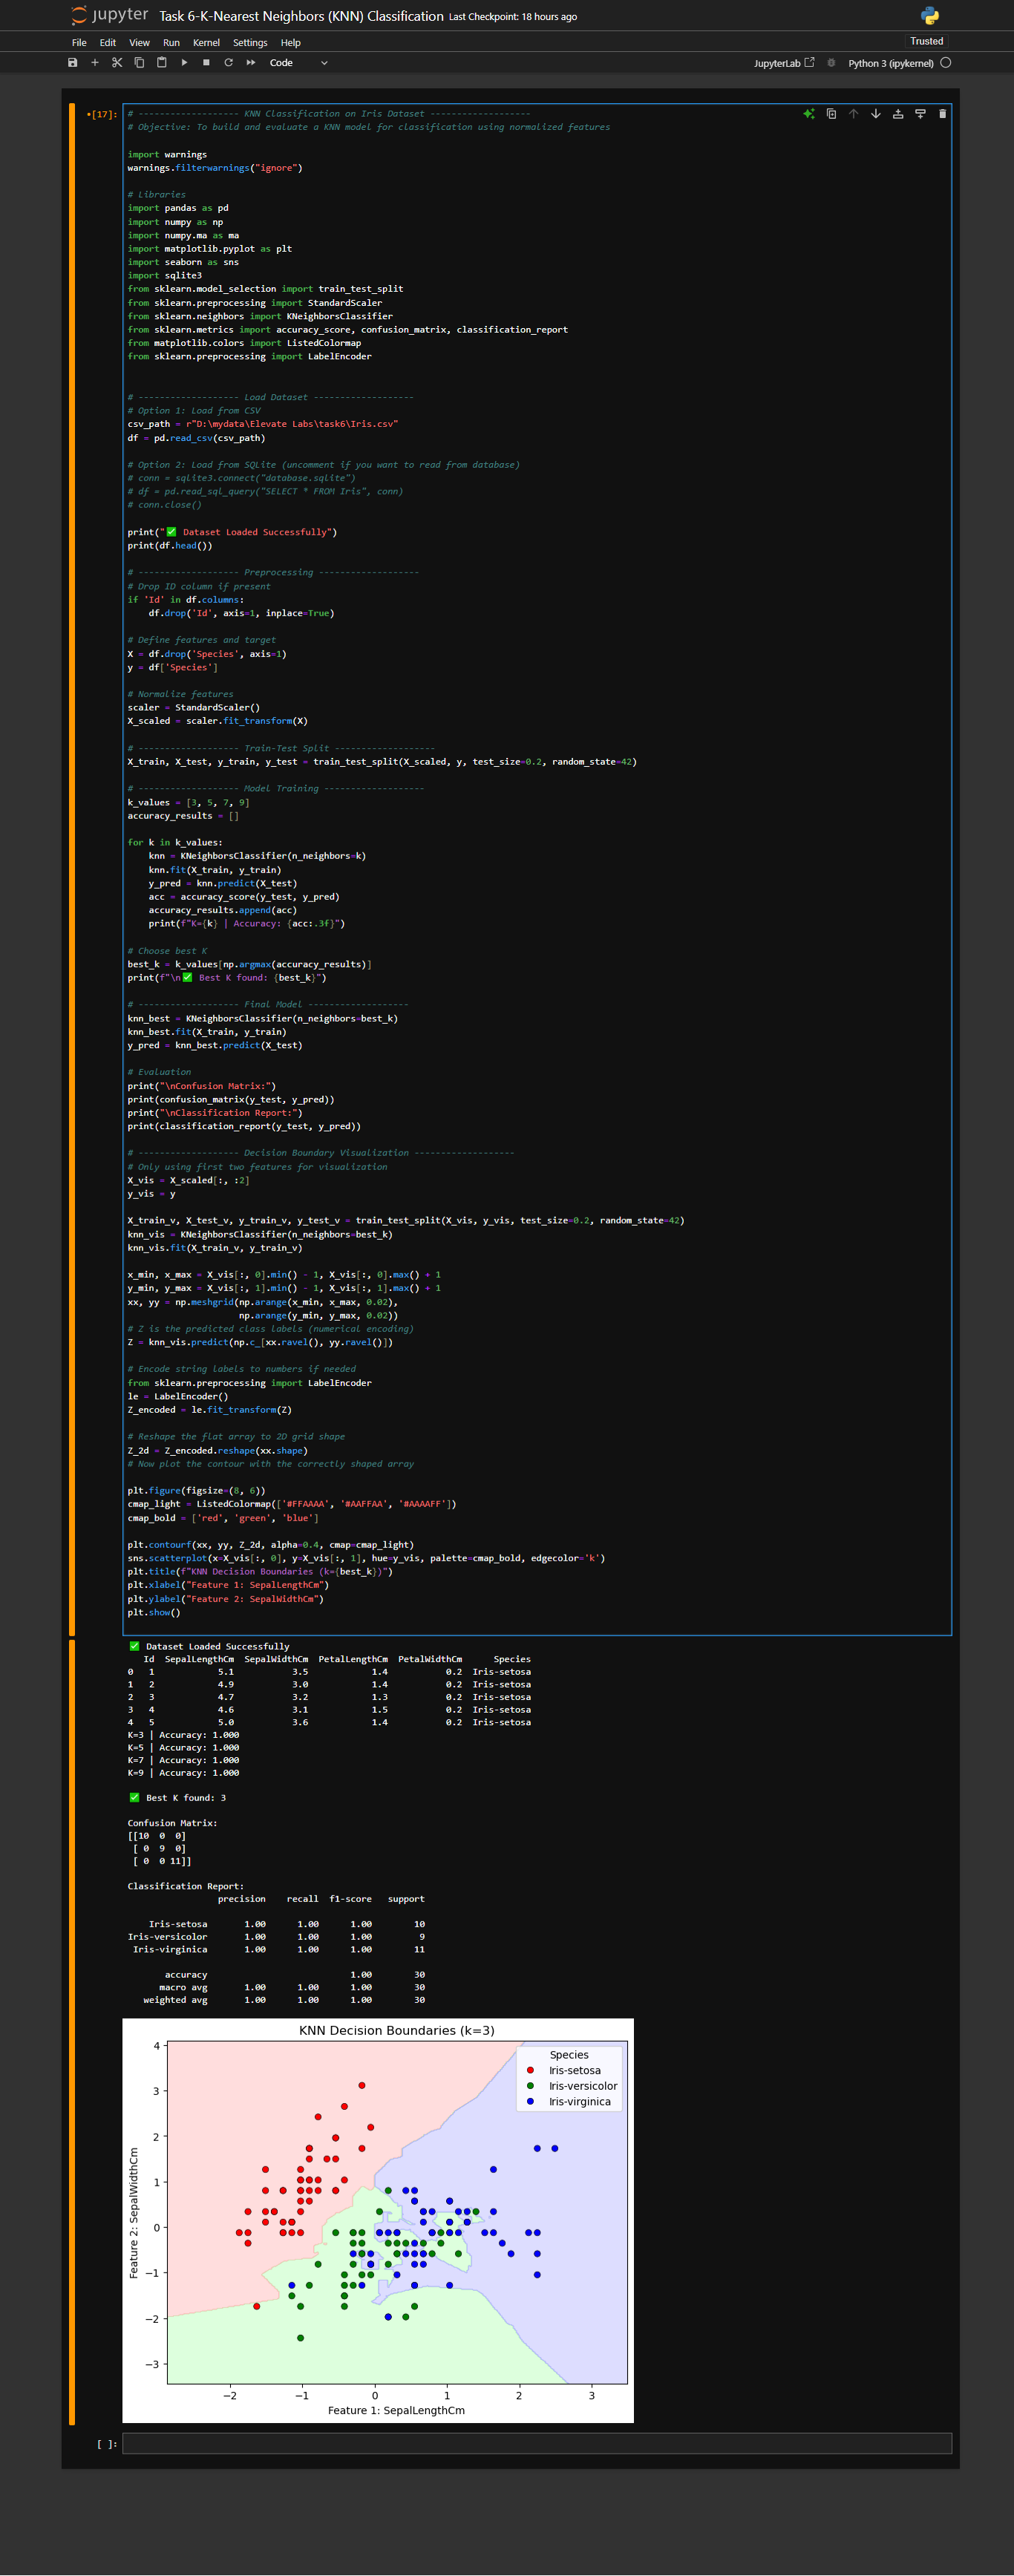 jupyter Task 6-K-Nearest Neighbors (KNN) Classification Last Checkpoint: 18 hours ago
File Edit View Run Kernel Settings Help
Trusted
Code
JupyterLab
Python 3 (ipykernel)
•[17]:
# ------------------- KNN Classification on Iris Dataset -------------------
# Objective: To build and evaluate a KNN model for classification using normalized features
import warnings
warnings.filterwarnings("ignore")
# Libraries
import pandas as pd
import numpy as np
import numpy.ma as ma
import matplotlib.pyplot as plt
import seaborn as sns
import sqlite3
from sklearn.model_selection import train_test_split
from sklearn.preprocessing import StandardScaler
from sklearn.neighbors import KNeighborsClassifier
from sklearn.metrics import accuracy_score, confusion_matrix, classification_report
from matplotlib.colors import ListedColormap
from sklearn.preprocessing import LabelEncoder
# ------------------- Load Dataset -------------------
# Option 1: Load from CSV
csv_path = r"D:\mydata\Elevate Labs\task6\Iris.csv"
df = pd.read_csv(csv_path)
# Option 2: Load from SQLite (uncomment if you want to read from database)
# conn = sqlite3.connect("database.sqlite")
# df = pd.read_sql_query("SELECT * FROM Iris", conn)
# conn.close()
print("✅ Dataset Loaded Successfully")
print(df.head())
# ------------------- Preprocessing -------------------
# Drop ID column if present
if 'Id' in df.columns:
    df.drop('Id', axis=1, inplace=True)
# Define features and target
X = df.drop('Species', axis=1)
y = df['Species']
# Normalize features
scaler = StandardScaler()
X_scaled = scaler.fit_transform(X)
# ------------------- Train-Test Split -------------------
X_train, X_test, y_train, y_test = train_test_split(X_scaled, y, test_size=0.2, random_state=42)
# ------------------- Model Training -------------------
k_values = [3, 5, 7, 9]
accuracy_results = []
for k in k_values:
    knn = KNeighborsClassifier(n_neighbors=k)
    knn.fit(X_train, y_train)
    y_pred = knn.predict(X_test)
    acc = accuracy_score(y_test, y_pred)
    accuracy_results.append(acc)
    print(f"K={k} | Accuracy: {acc:.3f}")
# Choose best K
best_k = k_values[np.argmax(accuracy_results)]
print(f"\n✅ Best K found: {best_k}")
# ------------------- Final Model -------------------
knn_best = KNeighborsClassifier(n_neighbors=best_k)
knn_best.fit(X_train, y_train)
y_pred = knn_best.predict(X_test)
# Evaluation
print("\nConfusion Matrix:")
print(confusion_matrix(y_test, y_pred))
print("\nClassification Report:")
print(classification_report(y_test, y_pred))
# ------------------- Decision Boundary Visualization -------------------
# Only using first two features for visualization
X_vis = X_scaled[:, :2]
y_vis = y
X_train_v, X_test_v, y_train_v, y_test_v = train_test_split(X_vis, y_vis, test_size=0.2, random_state=42)
knn_vis = KNeighborsClassifier(n_neighbors=best_k)
knn_vis.fit(X_train_v, y_train_v)
x_min, x_max = X_vis[:, 0].min() - 1, X_vis[:, 0].max() + 1
y_min, y_max = X_vis[:, 1].min() - 1, X_vis[:, 1].max() + 1
xx, yy = np.meshgrid(np.arange(x_min, x_max, 0.02),
                     np.arange(y_min, y_max, 0.02))
# Z is the predicted class labels (numerical encoding)
Z = knn_vis.predict(np.c_[xx.ravel(), yy.ravel()])
# Encode string labels to numbers if needed
from sklearn.preprocessing import LabelEncoder
le = LabelEncoder()
Z_encoded = le.fit_transform(Z)
# Reshape the flat array to 2D grid shape
Z_2d = Z_encoded.reshape(xx.shape)
# Now plot the contour with the correctly shaped array
plt.figure(figsize=(8, 6))
cmap_light = ListedColormap(['#FFAAAA', '#AAFFAA', '#AAAAFF'])
cmap_bold = ['red', 'green', 'blue']
plt.contourf(xx, yy, Z_2d, alpha=0.4, cmap=cmap_light)
sns.scatterplot(x=X_vis[:, 0], y=X_vis[:, 1], hue=y_vis, palette=cmap_bold, edgecolor='k')
plt.title(f"KNN Decision Boundaries (k={best_k})")
plt.xlabel("Feature 1: SepalLengthCm")
plt.ylabel("Feature 2: SepalWidthCm")
plt.show()
✅ Dataset Loaded Successfully
   Id  SepalLengthCm  SepalWidthCm  PetalLengthCm  PetalWidthCm      Species
0   1            5.1           3.5            1.4           0.2  Iris-setosa
1   2            4.9           3.0            1.4           0.2  Iris-setosa
2   3            4.7           3.2            1.3           0.2  Iris-setosa
3   4            4.6           3.1            1.5           0.2  Iris-setosa
4   5            5.0           3.6            1.4           0.2  Iris-setosa
K=3 | Accuracy: 1.000
K=5 | Accuracy: 1.000
K=7 | Accuracy: 1.000
K=9 | Accuracy: 1.000
✅ Best K found: 3
Confusion Matrix:
[[10  0  0]
 [ 0  9  0]
 [ 0  0 11]]
Classification Report:
                 precision    recall  f1-score   support
    Iris-setosa       1.00      1.00      1.00        10
Iris-versicolor       1.00      1.00      1.00         9
 Iris-virginica       1.00      1.00      1.00        11
       accuracy                           1.00        30
      macro avg       1.00      1.00      1.00        30
   weighted avg       1.00      1.00      1.00        30
KNN Decision Boundaries (k=3)
Species
Iris-setosa
Iris-versicolor
Iris-virginica
4
3
2
1
0
−1
−2
−3
Feature 2: SepalWidthCm
−2 −1 0 1 2 3
Feature 1: SepalLengthCm
[ ]: